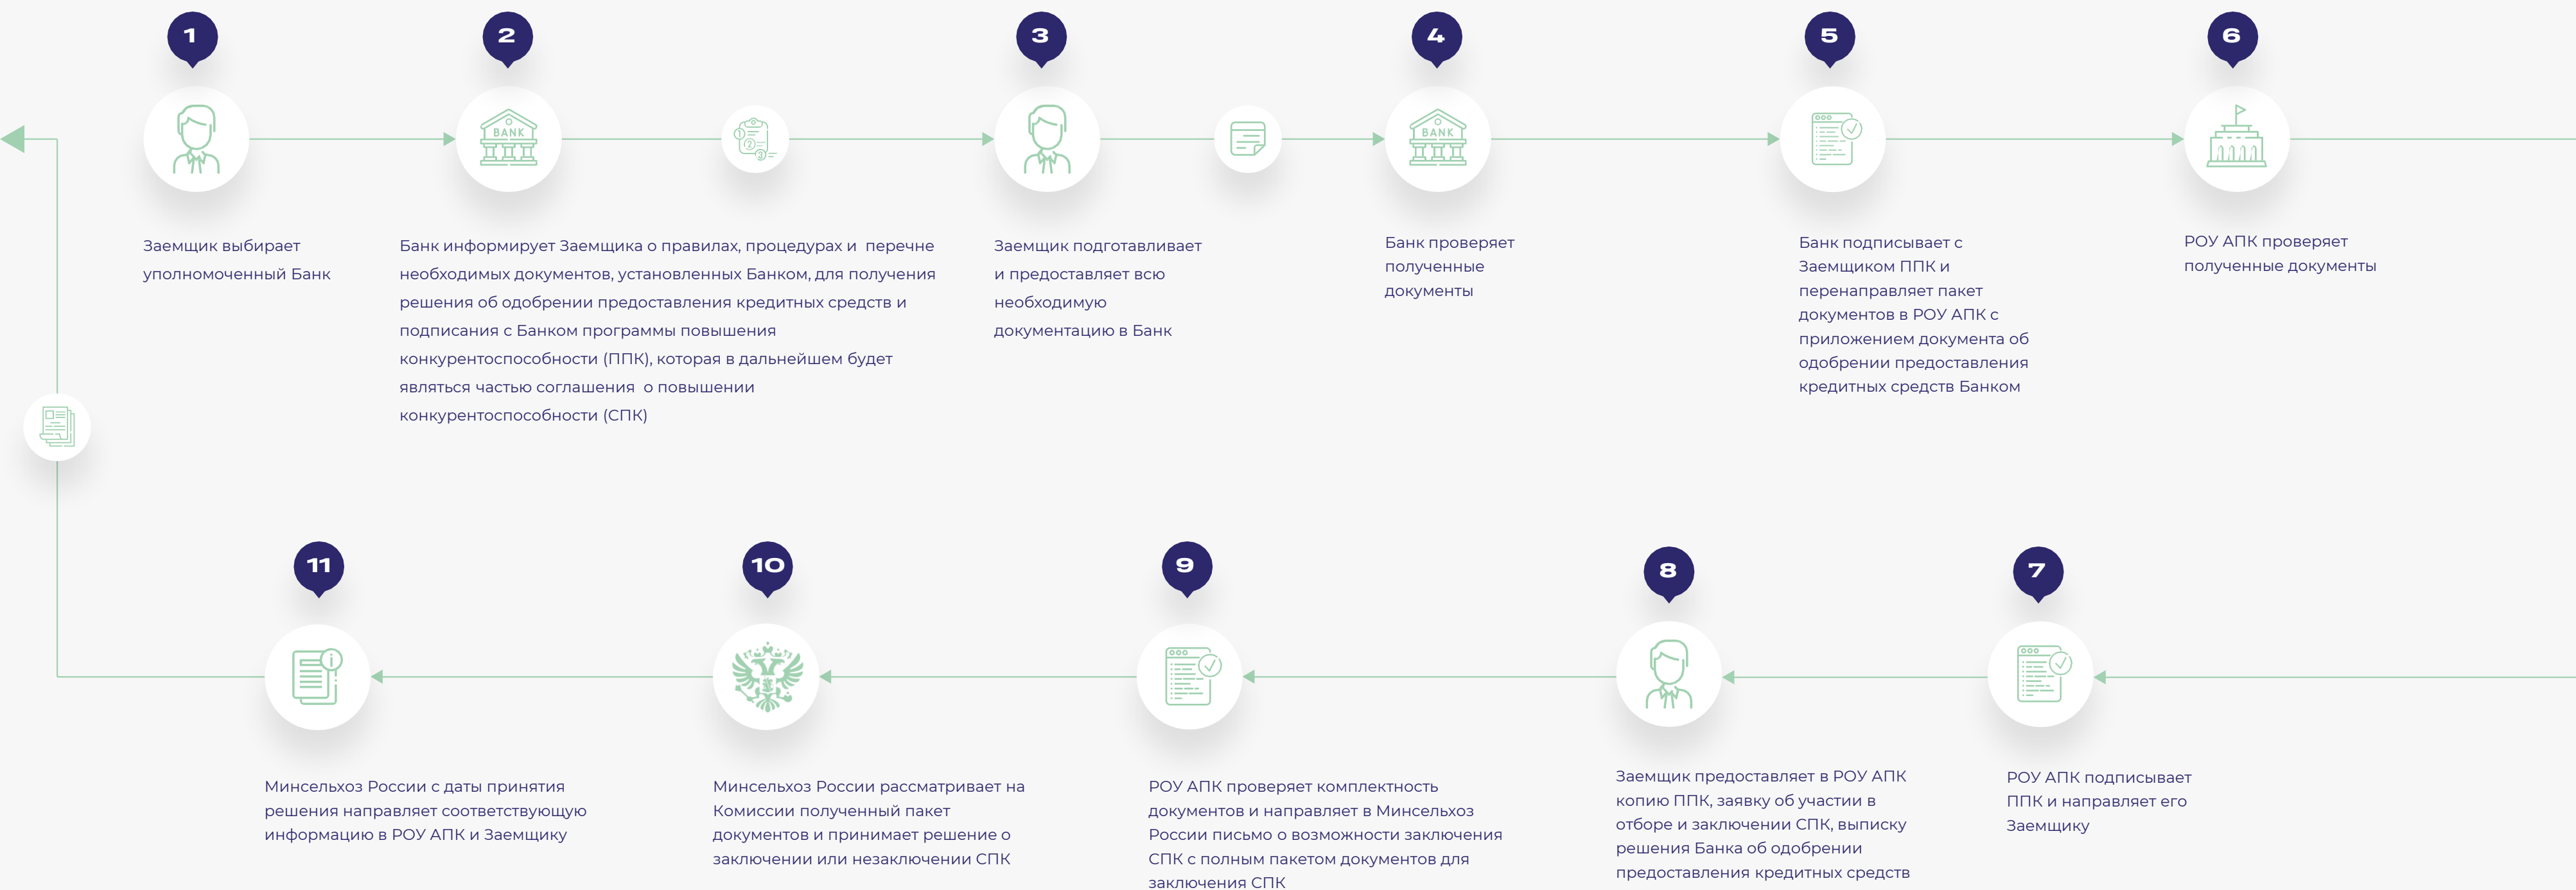 1
2
3
4
5
6
BANK
BANK
1
2
3
Заемщик выбирает
уполномоченный Банк
Банк информирует Заемщика о правилах, процедурах и перечне
необходимых документов, установленных Банком, для получения
решения об одобрении предоставления кредитных средств и
подписания с Банком программы повышения
конкурентоспособности (ППК), которая в дальнейшем будет
являться частью соглашения о повышении
конкурентоспособности (СПК)
Заемщик подготавливает
и предоставляет всю
необходимую
документацию в Банк
Банк проверяет
полученные
документы
Банк подписывает с
Заемщиком ППК и
перенаправляет пакет
документов в РОУ АПК с
приложением документа об
одобрении предоставления
кредитных средств Банком
РОУ АПК проверяет
полученные документы
11
10
9
8
7
i
Минсельхоз России с даты принятия
решения направляет соответствующую
информацию в РОУ АПК и Заемщику
Минсельхоз России рассматривает на
Комиссии полученный пакет
документов и принимает решение о
заключении или незаключении СПК
РОУ АПК проверяет комплектность
документов и направляет в Минсельхоз
России письмо о возможности заключения
СПК с полным пакетом документов для
заключения СПК
Заемщик предоставляет в РОУ АПК
копию ППК, заявку об участии в
отборе и заключении СПК, выписку
решения Банка об одобрении
предоставления кредитных средств
РОУ АПК подписывает
ППК и направляет его
Заемщику